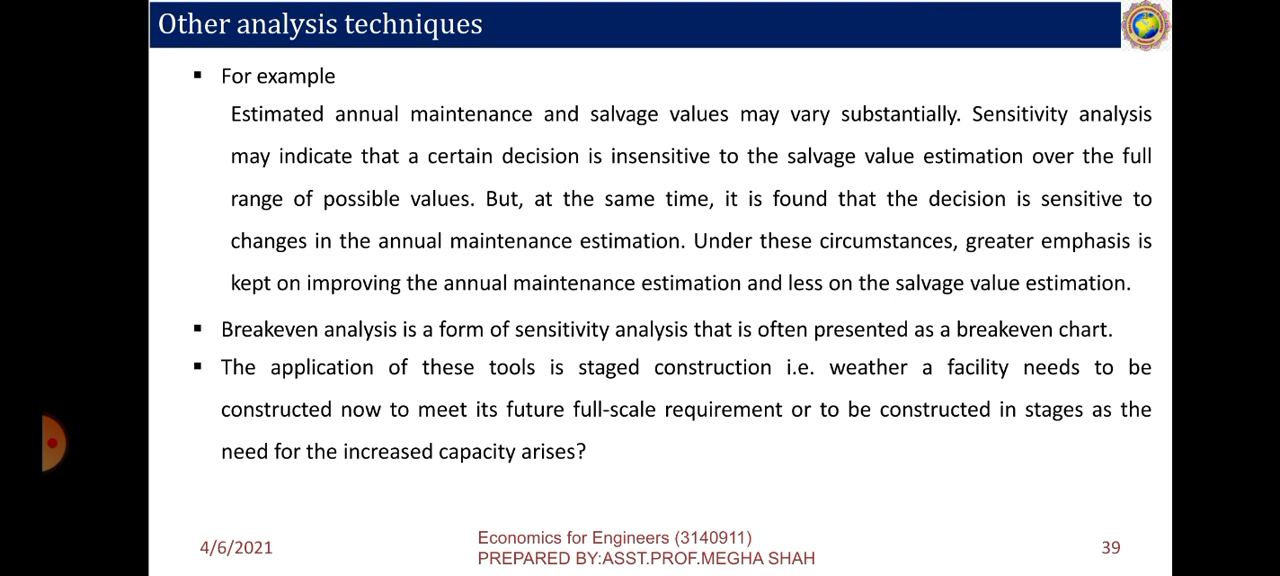 Other analysis techniques
▪ For example
Estimated annual maintenance and salvage values may vary substantially. Sensitivity analysis
may indicate that a certain decision is insensitive to the salvage value estimation over the full
range of possible values. But, at the same time, it is found that the decision is sensitive to
changes in the annual maintenance estimation. Under these circumstances, greater emphasis is
kept on improving the annual maintenance estimation and less on the salvage value estimation.
▪ Breakeven analysis is a form of sensitivity analysis that is often presented as a breakeven chart.
▪ The application of these tools is staged construction i.e. weather a facility needs to be
constructed now to meet its future full-scale requirement or to be constructed in stages as the
need for the increased capacity arises?
4/6/2021
Economics for Engineers (3140911)
PREPARED BY:ASST.PROF.MEGHA SHAH
39